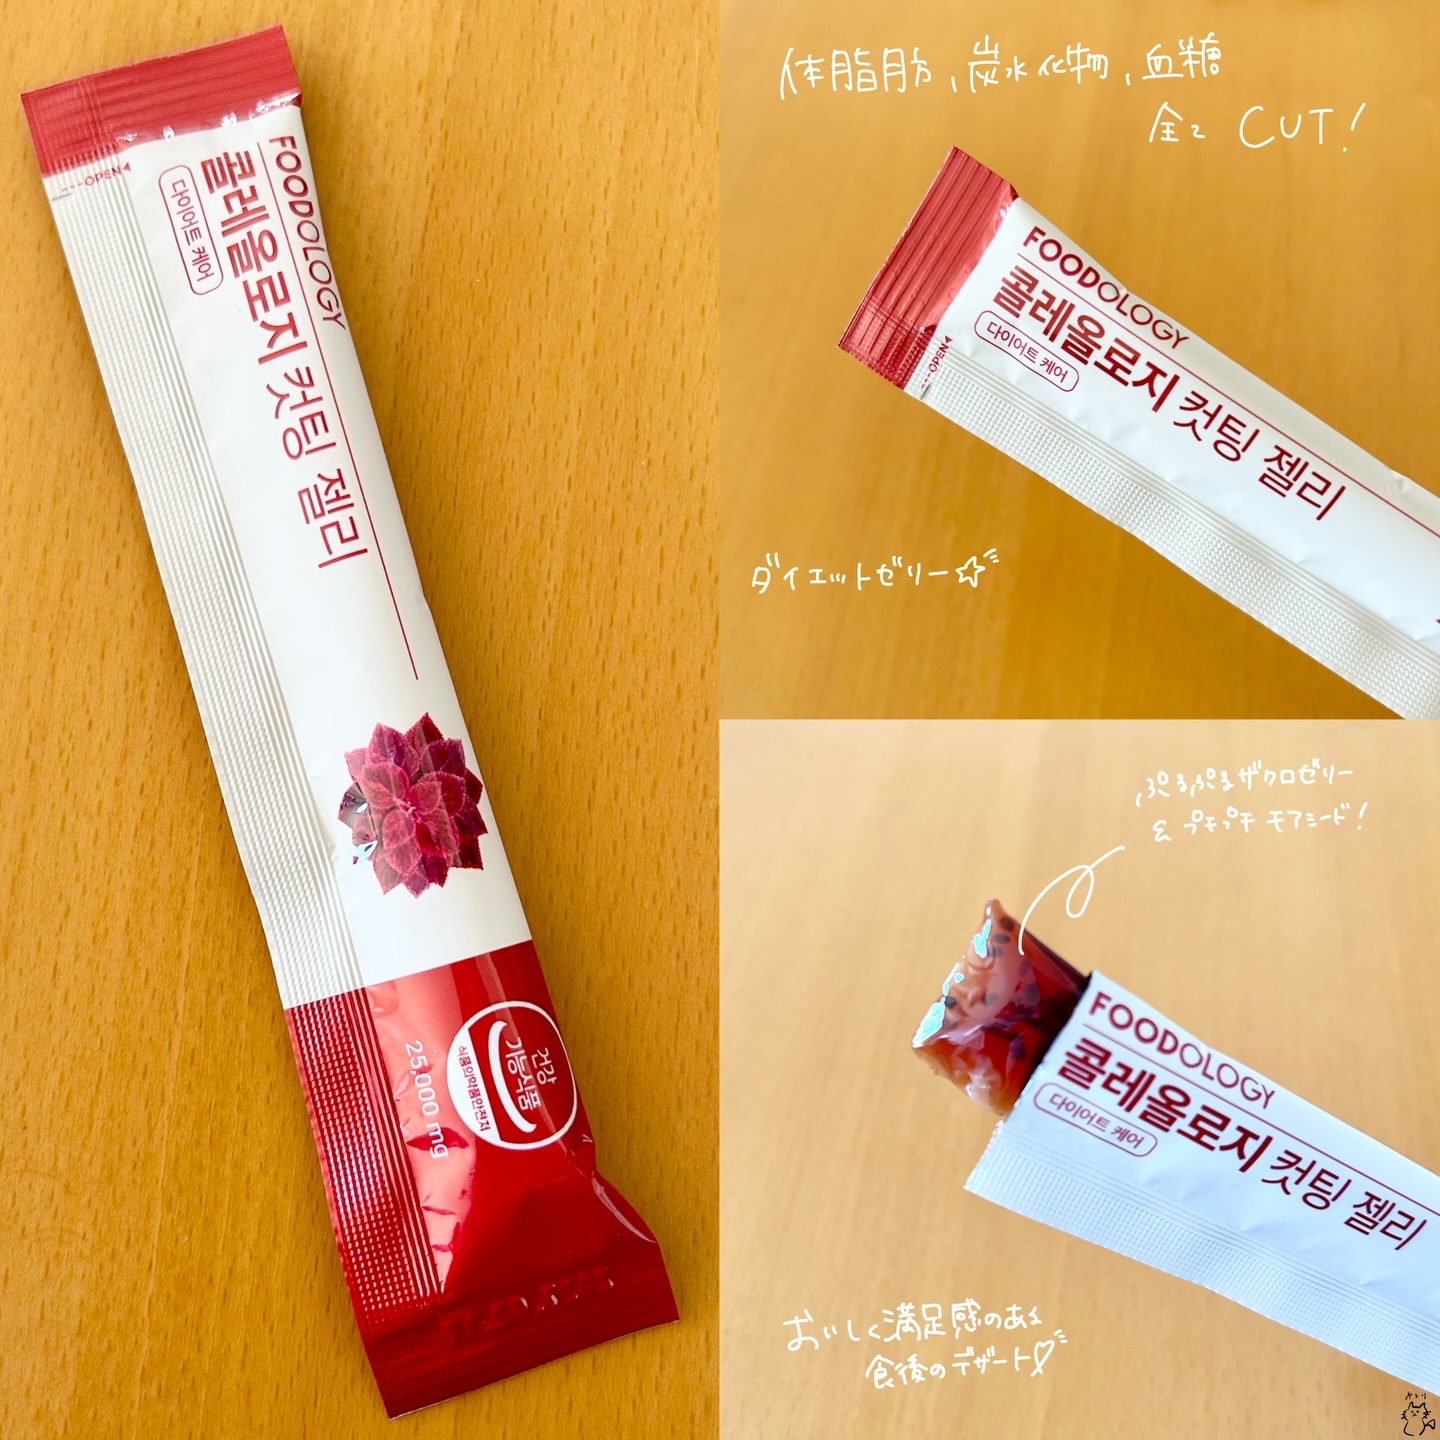 ---OPEN◀
FOODOLOGY
콜레올로지 컷팅 젤리
다이어트 케어
건강
기능식품
식품의약품안전처
25,000 mg
体脂肪、炭水化物、血糖
全て CUT!
---OPEN◀
FOODOLOGY
콜레올로지 컷팅 젤리
다이어트 케어
ダイエットゼリー☆
ぷるぷるザクロゼリー
& プチプチ モアシード!
FOODOLOGY
콜레올로지 컷팅 젤리
다이어트 케어
おいしく満足感のある
食後のデザート♡